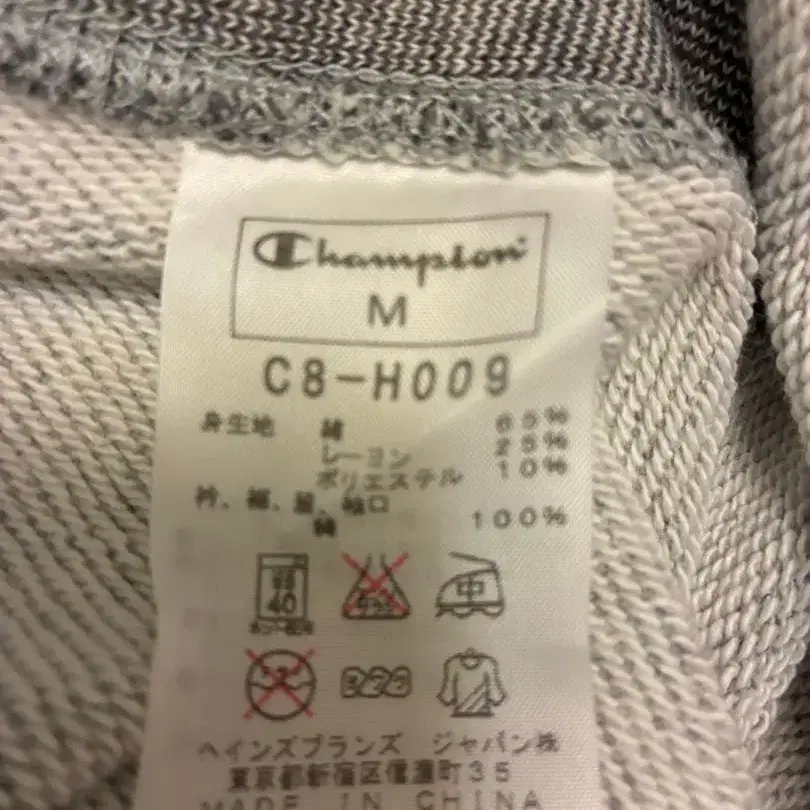 Champion
M
C8-H009
身生地 綿 65%
レーヨン 25%
ポリエステル 10%
衿、裾、肩、袖口
綿 100%
40
中
ヘインズブランズ ジャパン株
東京都新宿区信濃町35
MADE IN CHINA